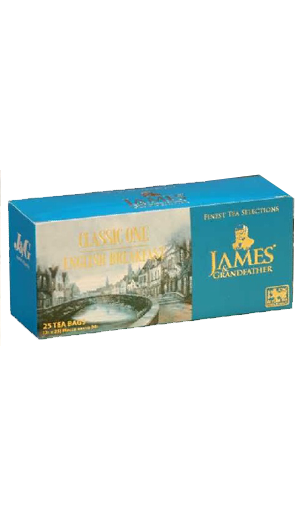 J&G
CLASSIC ONE
ENGLISH BREAKFAST
25 TEA BAGS
FINEST TEA SELECTIONS
JAMES
GRANDFATHER